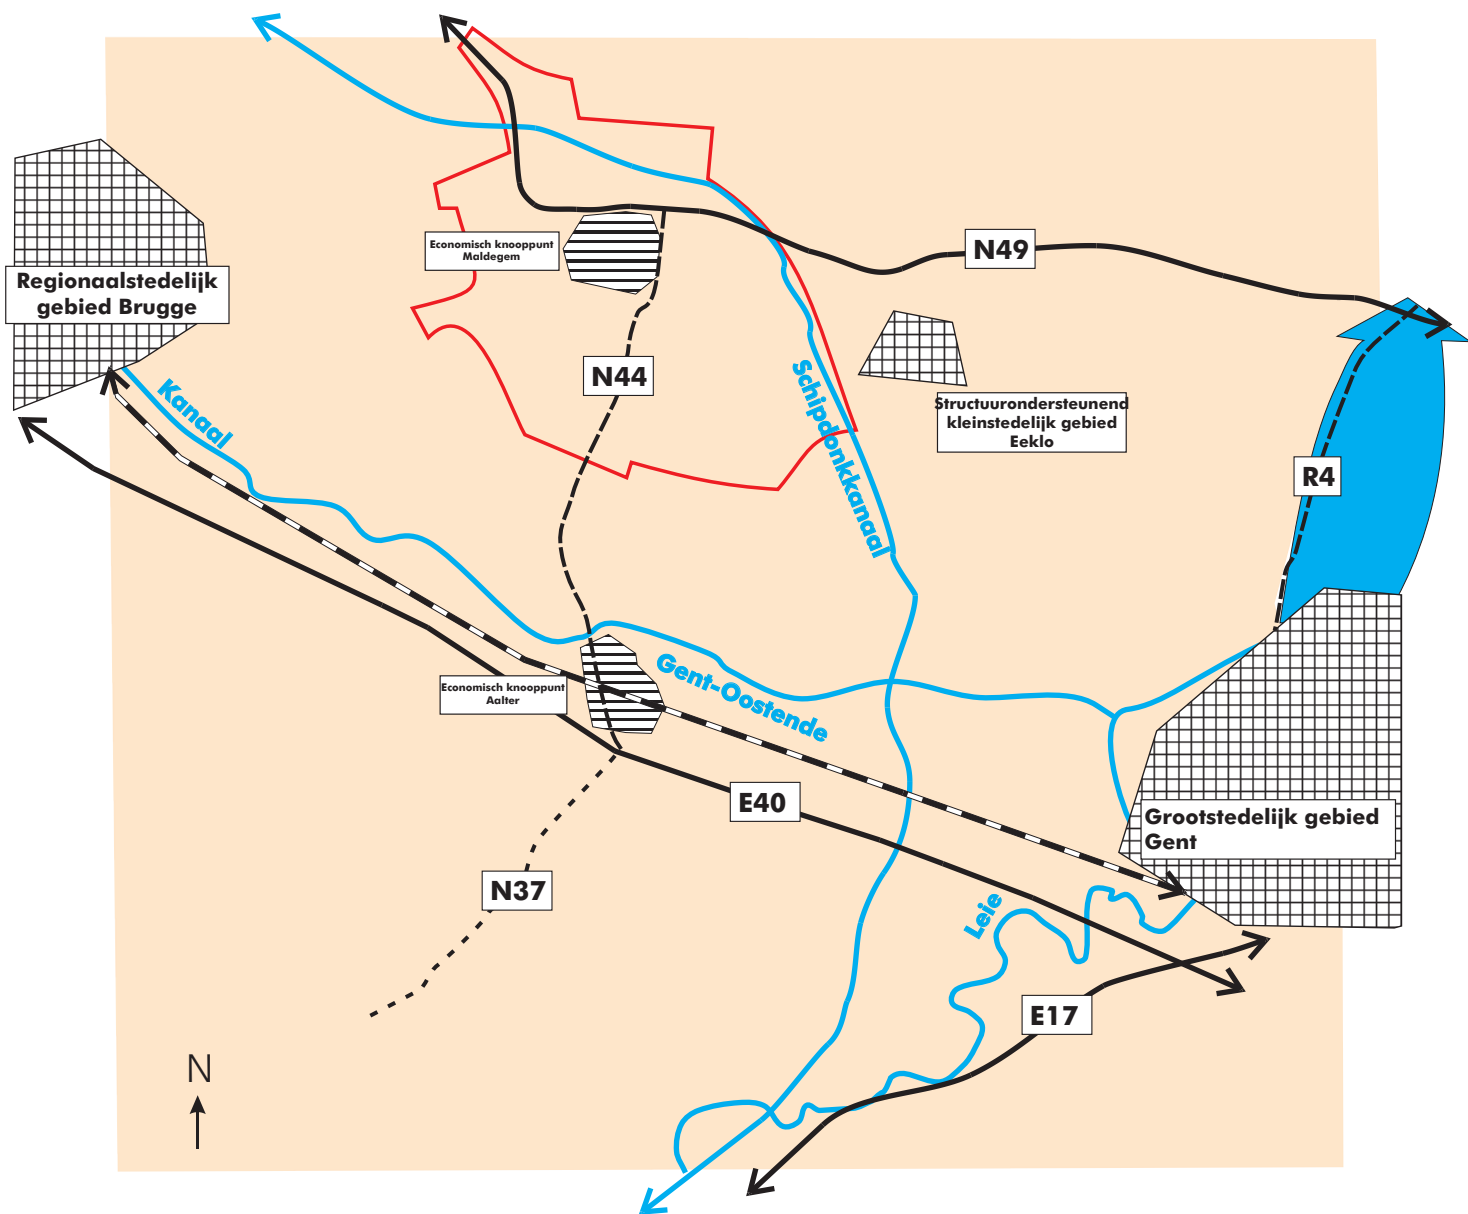 Economisch knooppunt
Maldegem
N49
Regionaalstedelijk
gebied Brugge
N44
Kanaal
Schipdonkkanaal
Structuurondersteunend
kleinstedelijk gebied
Eeklo
R4
Economisch knooppunt
Aalter
Gent-Oostende
E40
Grootstedelijk gebied
Gent
N37
Leie
E17
N